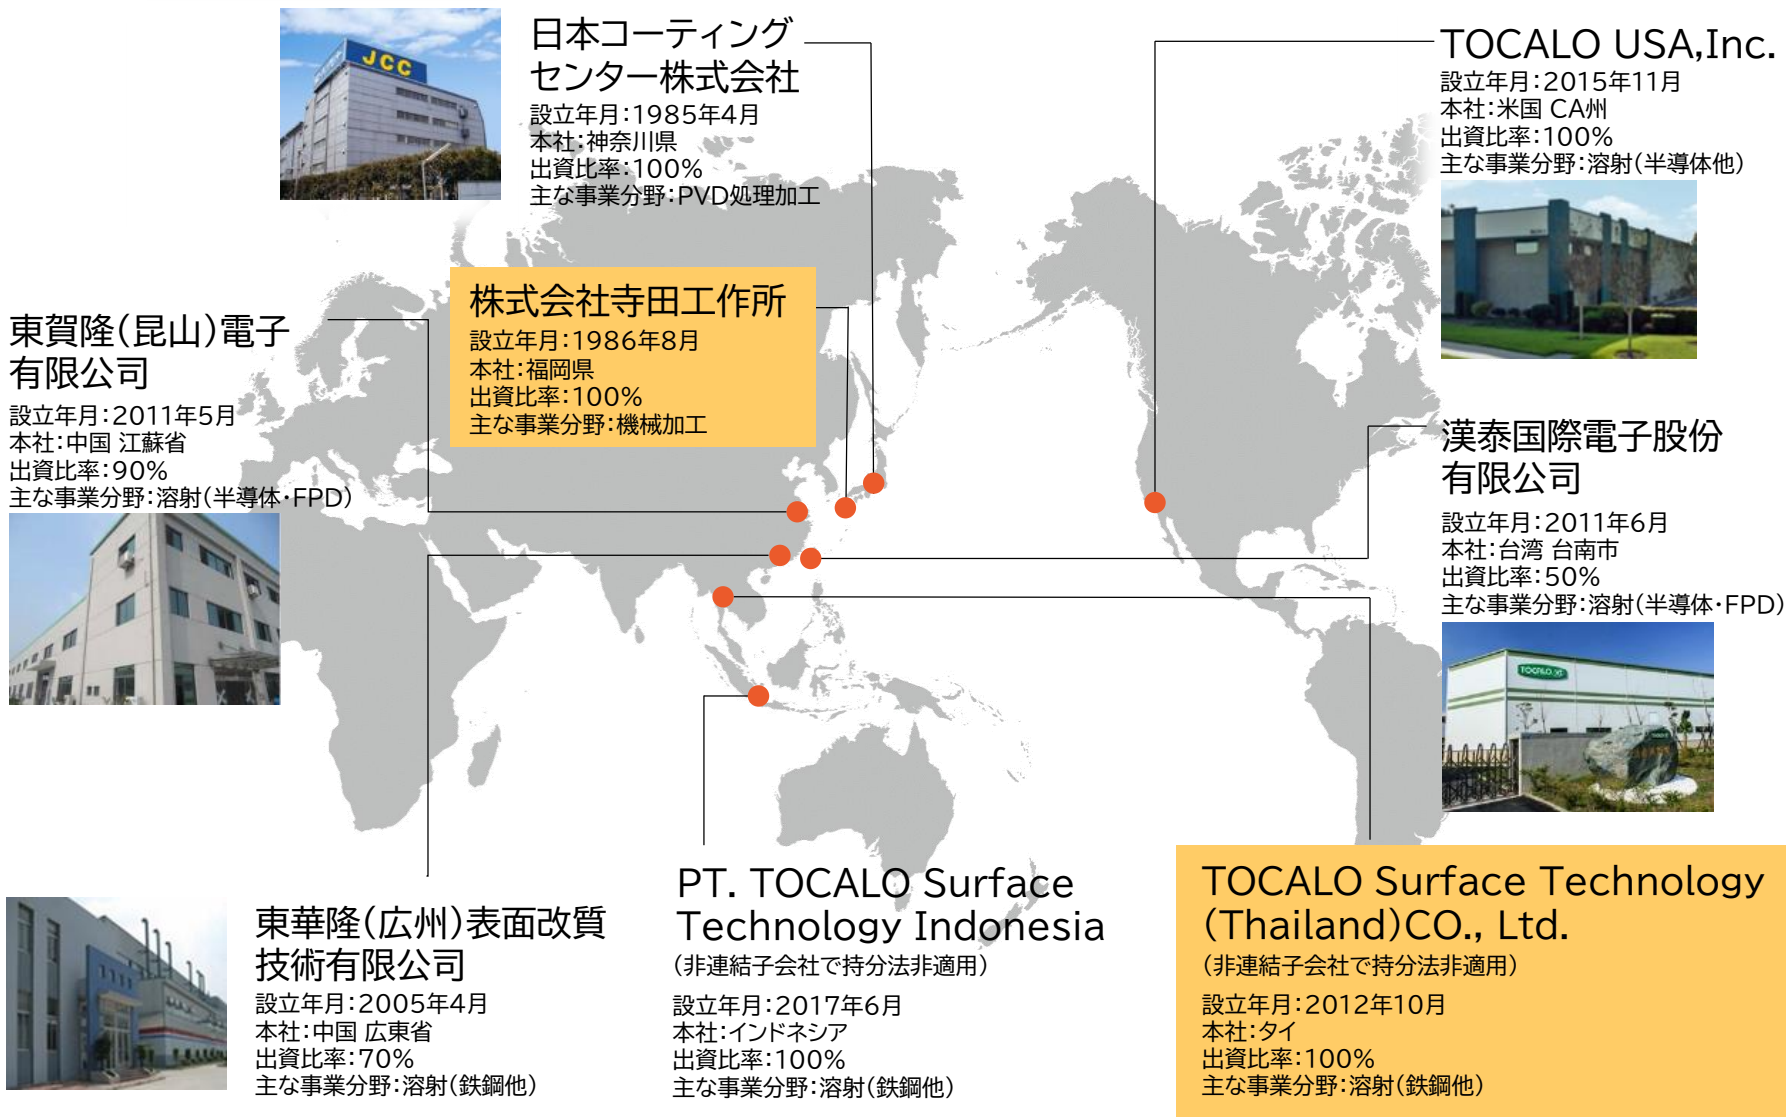 JCC
日本コーティング
センター株式会社
設立年月：1985年4月
本社：神奈川県
出資比率：100%
主な事業分野：PVD処理加工
TOCALO USA,Inc.
設立年月：2015年11月
本社：米国 CA州
出資比率：100%
主な事業分野：溶射(半導体他)
株式会社寺田工作所
設立年月：1986年8月
本社：福岡県
出資比率：100%
主な事業分野：機械加工
東賀隆(昆山)電子
有限公司
設立年月：2011年5月
本社：中国 江蘇省
出資比率：90%
主な事業分野：溶射(半導体・FPD)
漢泰国際電子股份
有限公司
設立年月：2011年6月
本社：台湾 台南市
出資比率：50%
主な事業分野：溶射(半導体・FPD)
TOCALO
東華隆(広州)表面改質
技術有限公司
設立年月：2005年4月
本社：中国 広東省
出資比率：70%
主な事業分野：溶射(鉄鋼他)
PT. TOCALO Surface
Technology Indonesia
(非連結子会社で持分法非適用)
設立年月：2017年6月
本社：インドネシア
出資比率：100%
主な事業分野：溶射(鉄鋼他)
TOCALO Surface Technology
(Thailand)CO., Ltd.
(非連結子会社で持分法非適用)
設立年月：2012年10月
本社：タイ
出資比率：100%
主な事業分野：溶射(鉄鋼他)